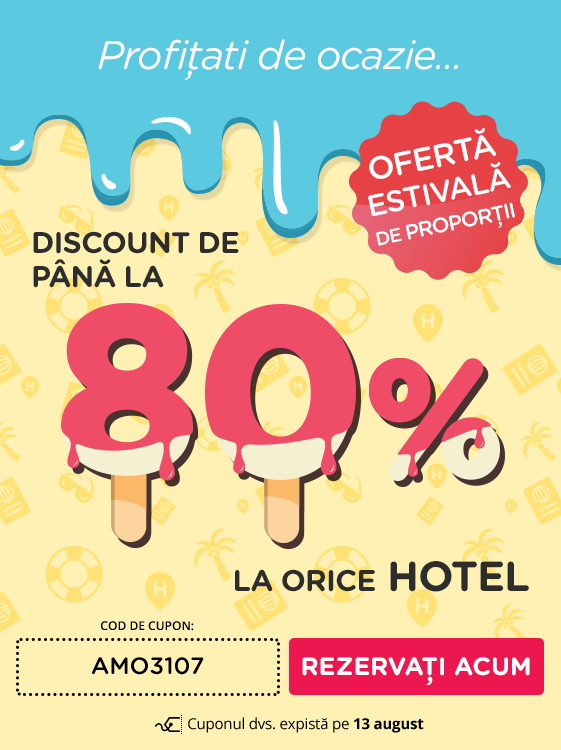 Profitați de ocazie...
OFERTĂ
ESTIVALĂ
DE PROPORȚII
DISCOUNT DE
PÂNĂ LA
80%
LA ORICE HOTEL
COD DE CUPON:
AMO3107
REZERVAȚI ACUM
Cuponul dvs. expistă pe 13 august